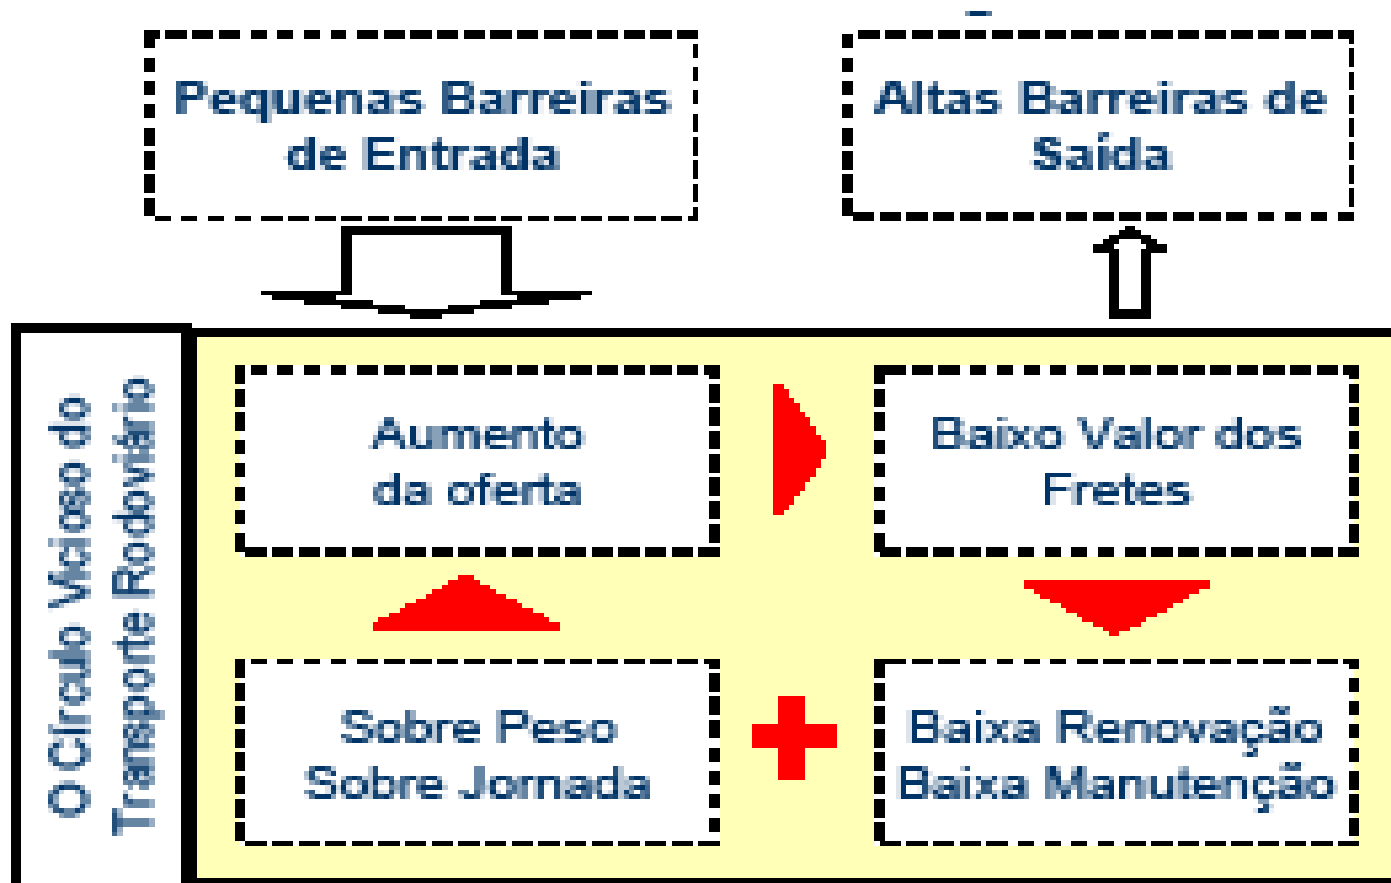 Pequenas Barreiras
de Entrada
Altas Barreiras de
Saída
O Círculo Vicioso do
Transporte Rodoviário
Aumento
da oferta
Baixo Valor dos
Fretes
Sobre Peso
Sobre Jornada
Baixa Renovação
Baixa Manutenção